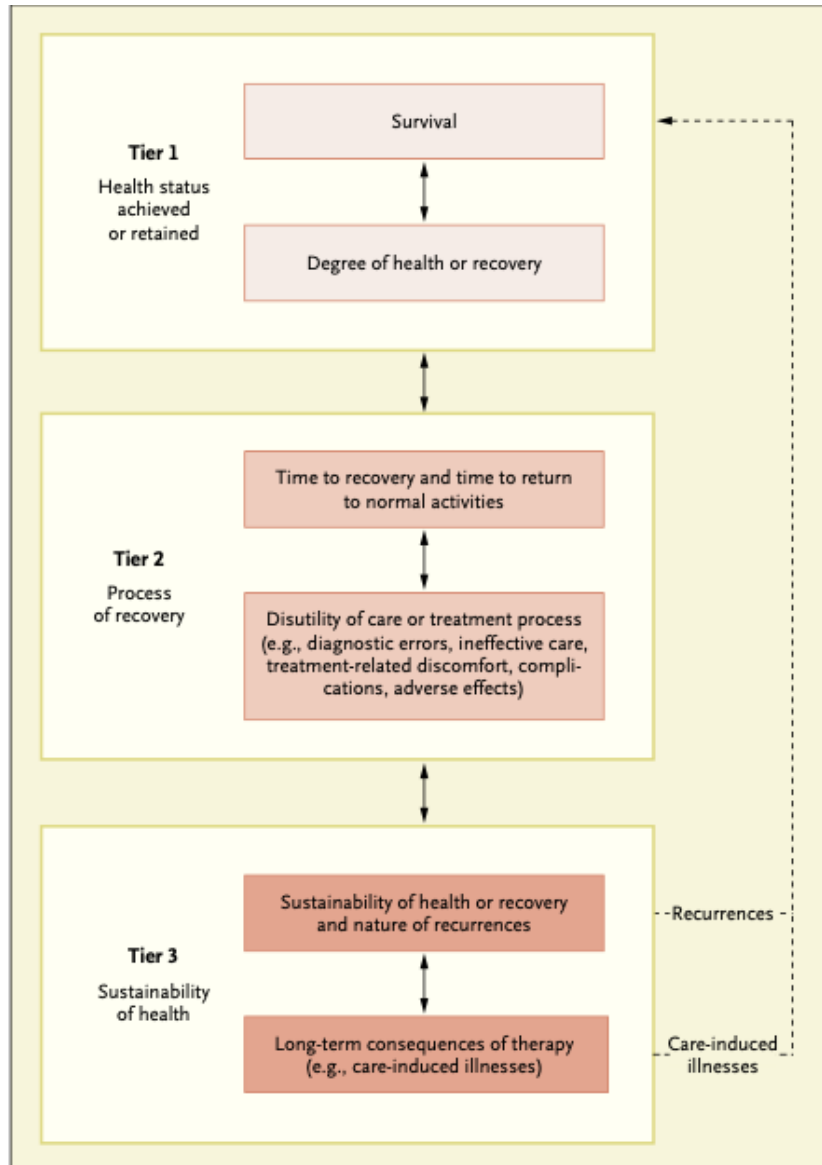 Survival
Tier 1
Health status
achieved
or retained
Degree of health or recovery
Time to recovery and time to return
to normal activities
Tier 2
Process
of recovery
Disutility of care or treatment process
(e.g., diagnostic errors, ineffective care,
treatment-related discomfort, compli-
cations, adverse effects)
Sustainability of health or recovery
and nature of recurrences
Recurrences
Tier 3
Sustainability
of health
Long-term consequences of therapy
(e.g., care-induced illnesses)
Care-induced
illnesses